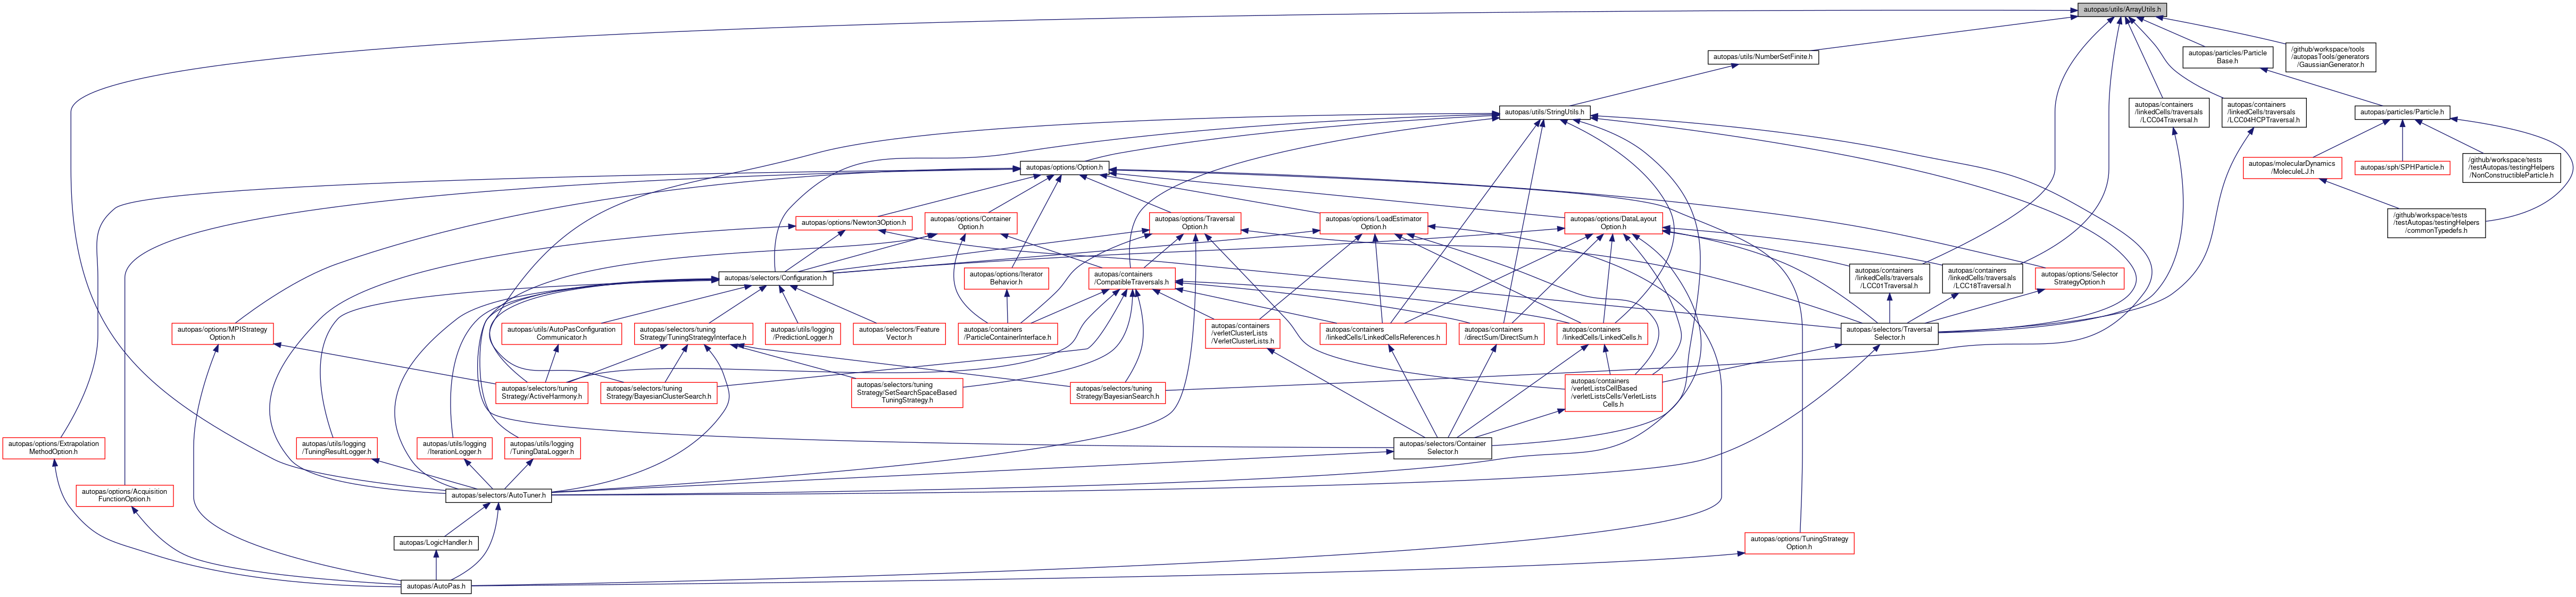 autopas/utils/ArrayUtils.h
autopas/utils/NumberSetFinite.h
autopas/particles/Particle
Base.h
/github/workspace/tools
/autopasTools/generators
/GaussianGenerator.h
autopas/utils/StringUtils.h
autopas/containers
/linkedCells/traversals
/LCC04Traversal.h
autopas/containers
/linkedCells/traversals
/LCC04HCPTraversal.h
autopas/particles/Particle.h
autopas/options/Option.h
autopas/molecularDynamics
/MoleculeLJ.h
autopas/sph/SPHParticle.h
/github/workspace/tests
/testAutopas/testingHelpers
/NonConstructibleParticle.h
autopas/options/Newton3Option.h
autopas/options/Container
Option.h
autopas/options/Traversal
Option.h
autopas/options/LoadEstimator
Option.h
autopas/options/DataLayout
Option.h
/github/workspace/tests
/testAutopas/testingHelpers
/commonTypedefs.h
autopas/selectors/Configuration.h
autopas/options/Iterator
Behavior.h
autopas/containers
/CompatibleTraversals.h
autopas/containers
/linkedCells/traversals
/LCC01Traversal.h
autopas/containers
/linkedCells/traversals
/LCC18Traversal.h
autopas/options/Selector
StrategyOption.h
autopas/options/MPIStrategy
Option.h
autopas/utils/AutoPasConfiguration
Communicator.h
autopas/selectors/tuning
Strategy/TuningStrategyInterface.h
autopas/utils/logging
/PredictionLogger.h
autopas/selectors/Feature
Vector.h
autopas/containers
/ParticleContainerInterface.h
autopas/containers
/verletClusterLists
/VerletClusterLists.h
autopas/containers
/linkedCells/LinkedCellsReferences.h
autopas/containers
/directSum/DirectSum.h
autopas/containers
/linkedCells/LinkedCells.h
autopas/selectors/Traversal
Selector.h
autopas/selectors/tuning
Strategy/ActiveHarmony.h
autopas/selectors/tuning
Strategy/BayesianClusterSearch.h
autopas/selectors/tuning
Strategy/SetSearchSpaceBased
TuningStrategy.h
autopas/selectors/tuning
Strategy/BayesianSearch.h
autopas/containers
/verletListsCellBased
/verletListsCells/VerletLists
Cells.h
autopas/options/Extrapolation
MethodOption.h
autopas/utils/logging
/TuningResultLogger.h
autopas/utils/logging
/IterationLogger.h
autopas/utils/logging
/TuningDataLogger.h
autopas/selectors/Container
Selector.h
autopas/options/Acquisition
FunctionOption.h
autopas/selectors/AutoTuner.h
autopas/LogicHandler.h
autopas/options/TuningStrategy
Option.h
autopas/AutoPas.h